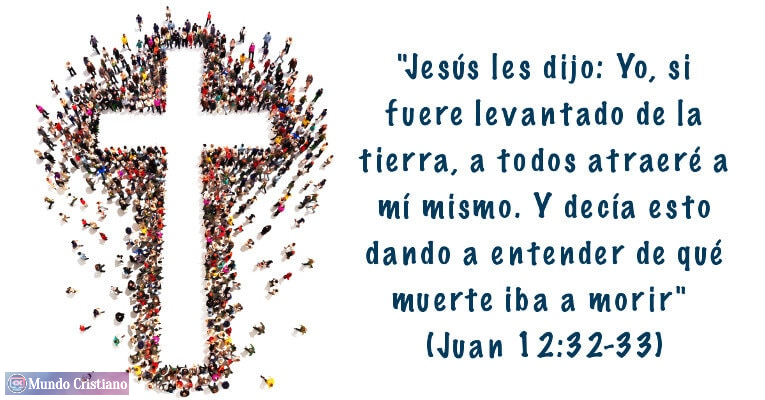 "Jesús les dijo: Yo, si
fuere levantado de la
tierra, a todos atraeré a
mí mismo. Y decía esto
dando a entender de qué
muerte iba a morir"
(Juan 12:32-33)
Mundo Cristiano